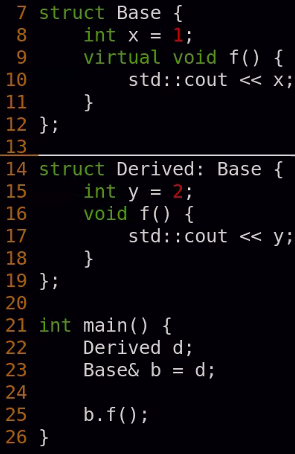 7 struct Base {
8     int x = 1;
9     virtual void f() {
10         std::cout << x;
11     }
12 };
13
14 struct Derived: Base {
15     int y = 2;
16     void f() {
17         std::cout << y;
18     }
19 };
20
21 int main() {
22     Derived d;
23     Base& b = d;
24
25     b.f();
26 }